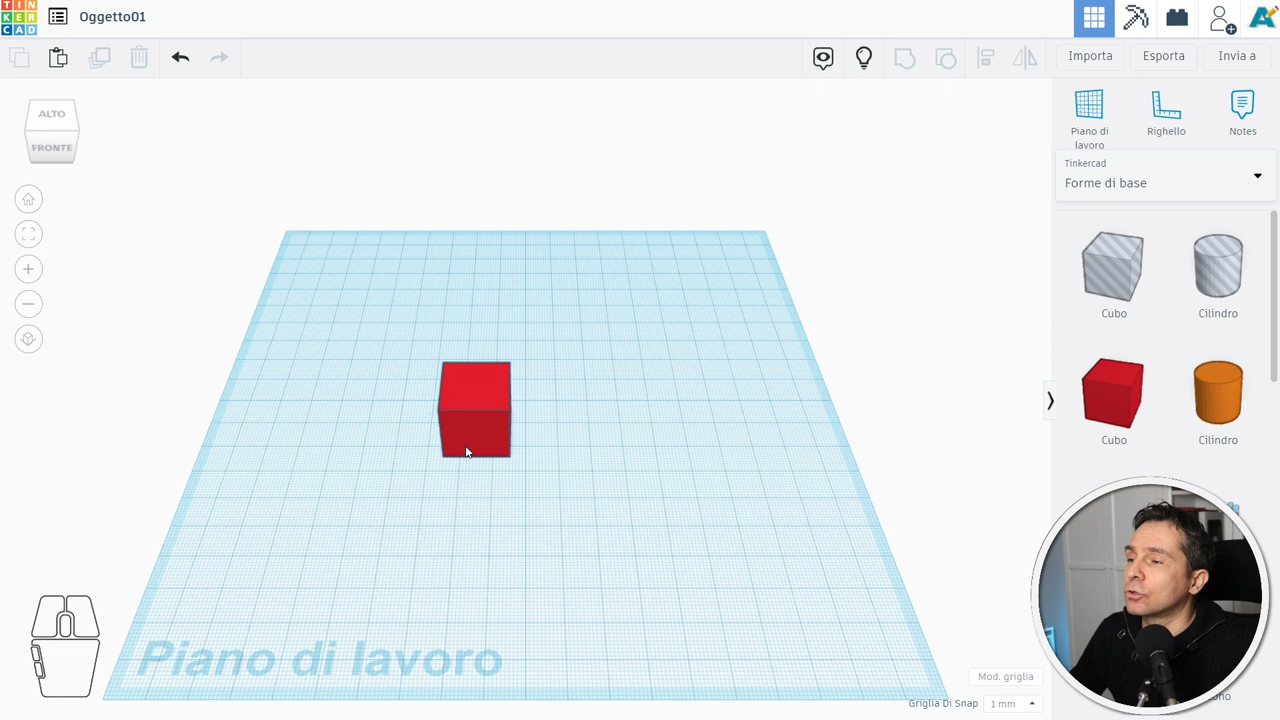 TIN
KER
CAD
Oggetto01
Importa
Esporta
Invia a
ALTO
FRONTE
Piano di
lavoro
Righello
Notes
Tinkercad
Forme di base
Cubo
Cilindro
Cubo
Cilindro
Piano di lavoro
Mod. griglia
Griglia Di Snap
1 mm